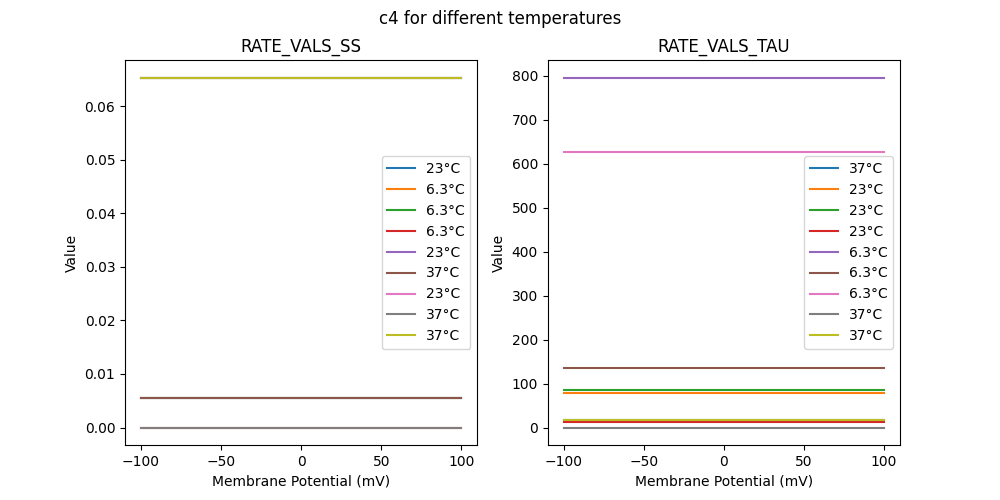 c4 for different temperatures
RATE_VALS_SS
0.06
0.05
0.04
0.03
0.02
0.01
0.00
Value
−100
−50
0
50
100
Membrane Potential (mV)
23°C
6.3°C
6.3°C
6.3°C
23°C
37°C
23°C
37°C
37°C
RATE_VALS_TAU
800
700
600
500
400
300
200
100
0
Value
−100
−50
0
50
100
Membrane Potential (mV)
37°C
23°C
23°C
23°C
6.3°C
6.3°C
6.3°C
37°C
37°C